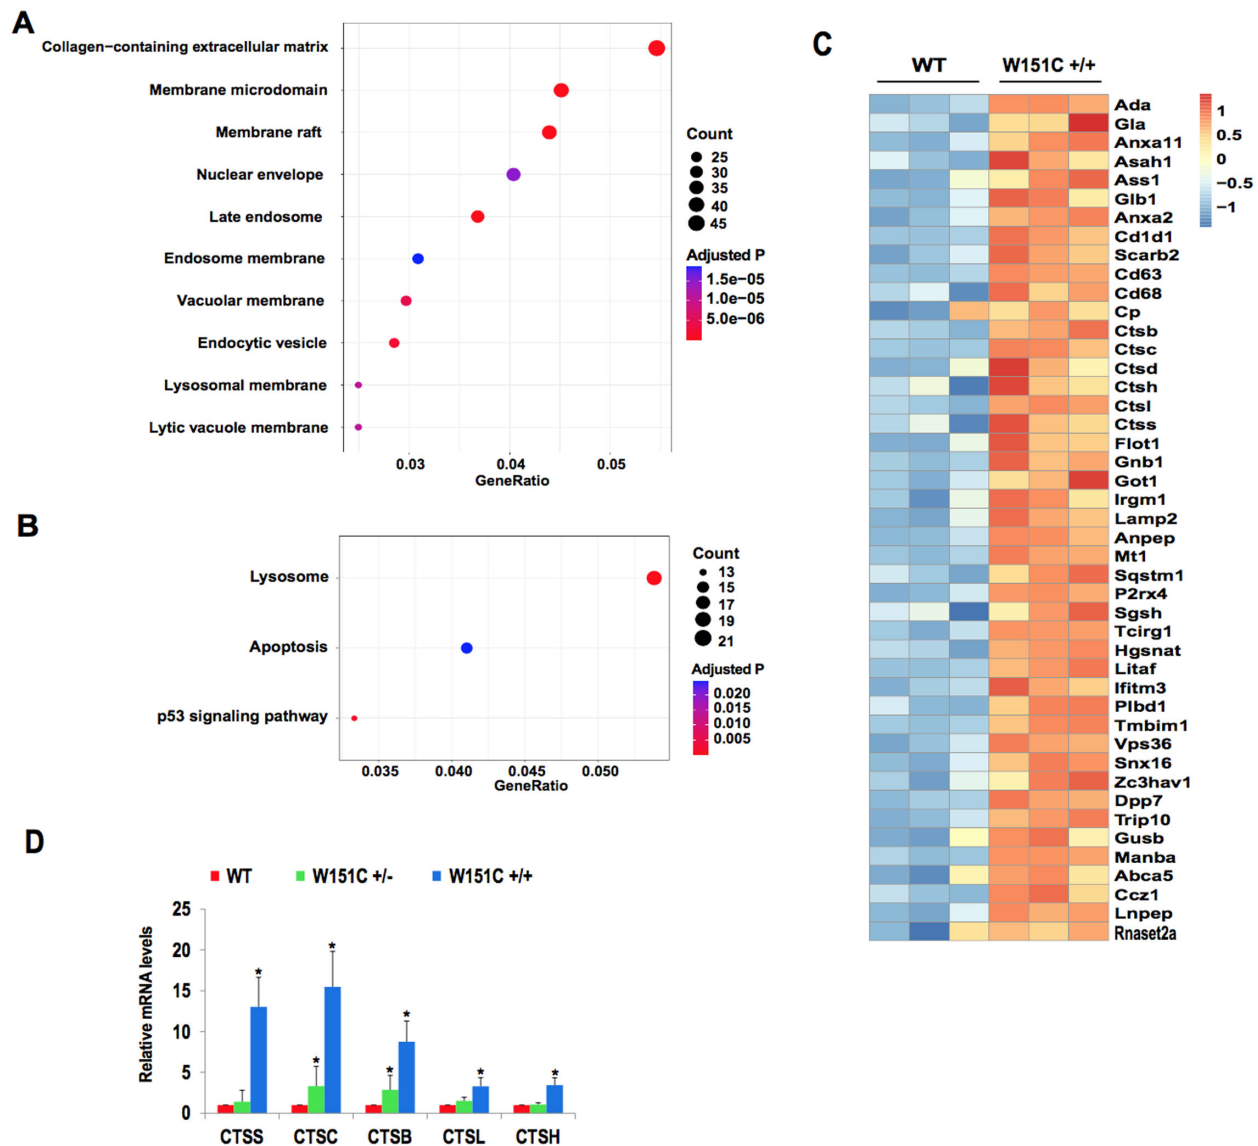 A
Collagen−containing extracellular matrix
Membrane microdomain
Membrane raft
Nuclear envelope
Late endosome
Endosome membrane
Vacuolar membrane
Endocytic vesicle
Lysosomal membrane
Lytic vacuole membrane
0.03 0.04 0.05
GeneRatio
Count
25
30
35
40
45
Adjusted P
1.5e−05
1.0e−05
5.0e−06
B
Lysosome
Apoptosis
p53 signaling pathway
0.035 0.040 0.045 0.050
GeneRatio
Count
13
15
17
19
21
Adjusted P
0.020
0.015
0.010
0.005
C
WT W151C +/+
Ada
Gla
Anxa11
Asah1
Ass1
Glb1
Anxa2
Cd1d1
Scarb2
Cd63
Cd68
Cp
Ctsb
Ctsc
Ctsd
Ctsh
Ctsl
Ctss
Flot1
Gnb1
Got1
Irgm1
Lamp2
Anpep
Mt1
Sqstm1
P2rx4
Sgsh
Tcirg1
Hgsnat
Litaf
Ifitm3
Plbd1
Tmbim1
Vps36
Snx16
Zc3hav1
Dpp7
Trip10
Gusb
Manba
Abca5
Ccz1
Lnpep
Rnaset2a
1
0.5
0
−0.5
−1
D
WT W151C +/- W151C +/+
Relative mRNA levels
25
20
15
10
5
0
* * * * * * *
CTSS CTSC CTSB CTSL CTSH